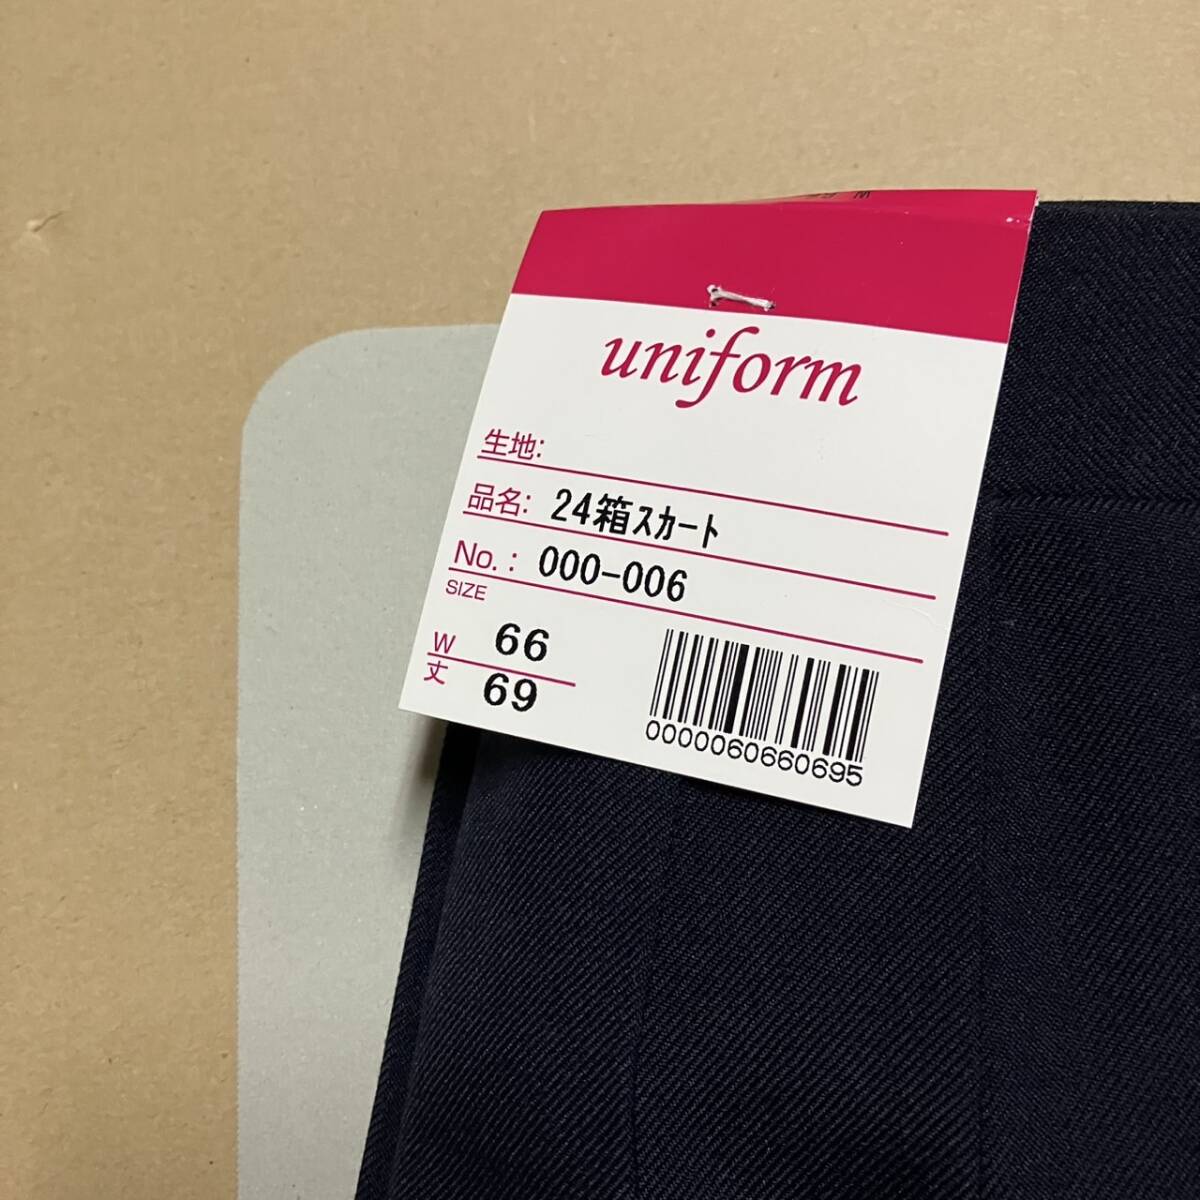 uniform
生地:
品名: 24箱スカート
No.: 000-006
SIZE
W 66
丈 69
0000060660695